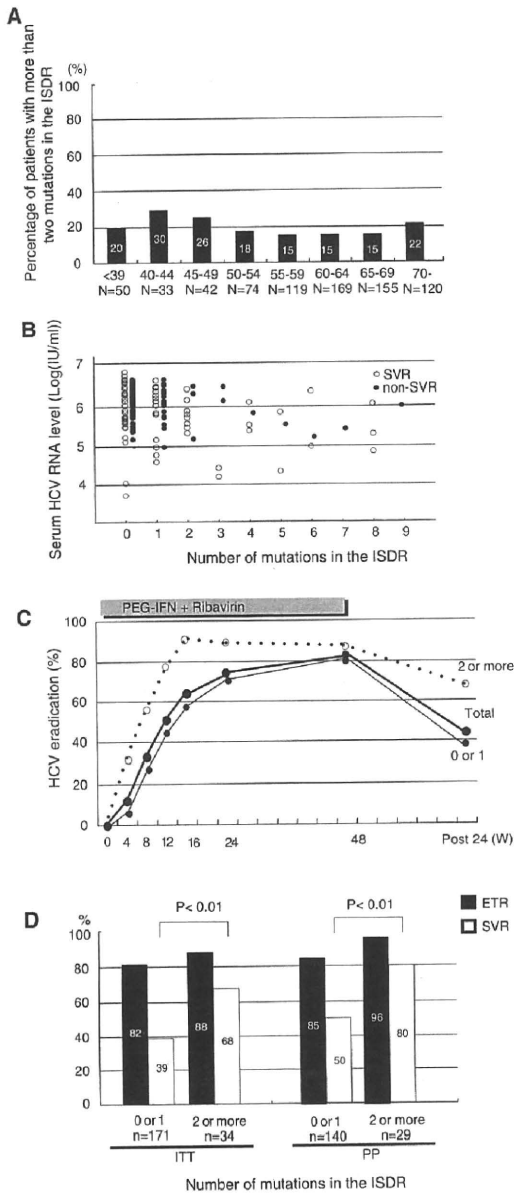 A
Percentage of patients with more than
two mutations in the ISDR
(%)
100
80
60
40
20
0
20 30 26 18 15 15 15 22
<39 40-44 45-49 50-54 55-59 60-64 65-69 70-
N=50 N=33 N=42 N=74 N=119 N=169 N=155 N=120
B
Serum HCV RNA level (Log(IU/ml))
7
6
5
4
SVR
non-SVR
0 1 2 3 4 5 6 7 8 9
Number of mutations in the ISDR
C
PEG-IFN + Ribavirin
HCV eradication (%)
100
80
60
40
20
0
2 or more
Total
0 or 1
0 4 8 12 16 24 48 Post 24 (W)
D
ETR
SVR
%
100
80
60
40
20
0
P< 0.01 P< 0.01
82 39 88 68 85 50 96 80
0 or 1 2 or more 0 or 1 2 or more
n=171 n=34 n=140 n=29
ITT PP
Number of mutations in the ISDR